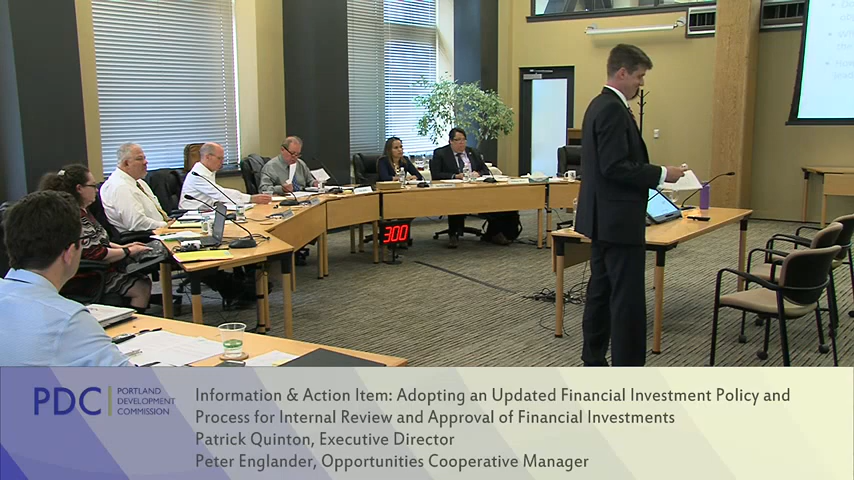 300
PDC
PORTLAND
DEVELOPMENT
COMMISSION
Information & Action Item: Adopting an Updated Financial Investment Policy and
Process for Internal Review and Approval of Financial Investments
Patrick Quinton, Executive Director
Peter Englander, Opportunities Cooperative Manager